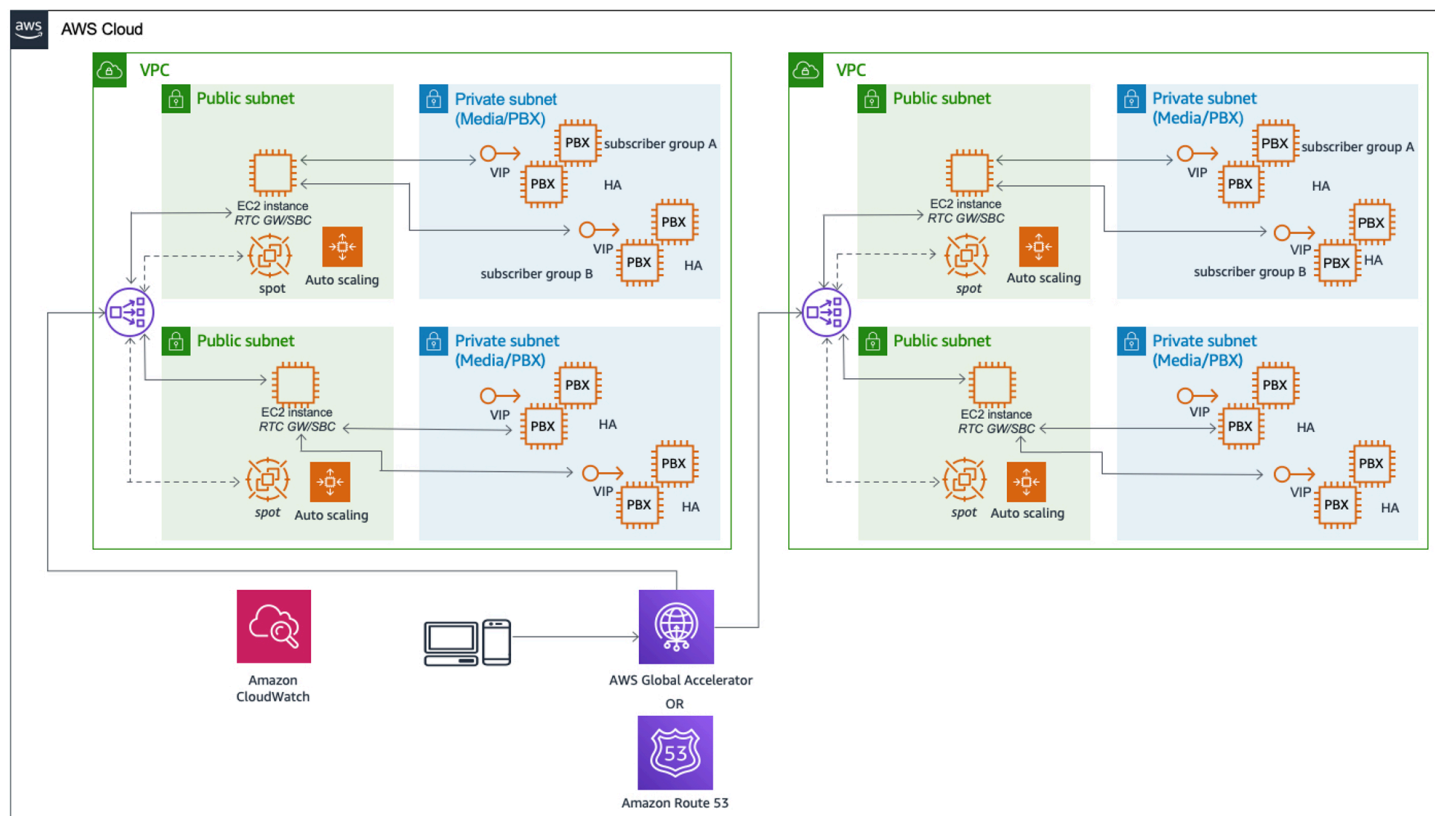 aws
AWS Cloud
VPC
Public subnet
EC2 instance
RTC GW/SBC
spot
Auto scaling
Private subnet
(Media/PBX)
PBX
subscriber group A
VIP
PBX
HA
PBX
VIP
PBX
HA
subscriber group B
Public subnet
EC2 instance
RTC GW/SBC
spot
Auto scaling
Private subnet
(Media/PBX)
PBX
VIP
PBX
HA
PBX
VIP
PBX
HA
VPC
Public subnet
EC2 instance
RTC GW/SBC
spot
Auto scaling
Private subnet
(Media/PBX)
PBX
subscriber group A
VIP
PBX
HA
PBX
VIP
PBX
HA
subscriber group B
Public subnet
EC2 instance
RTC GW/SBC
spot
Auto scaling
Private subnet
(Media/PBX)
PBX
VIP
PBX
HA
PBX
VIP
PBX
HA
Amazon
CloudWatch
AWS Global Accelerator
OR
53
Amazon Route 53